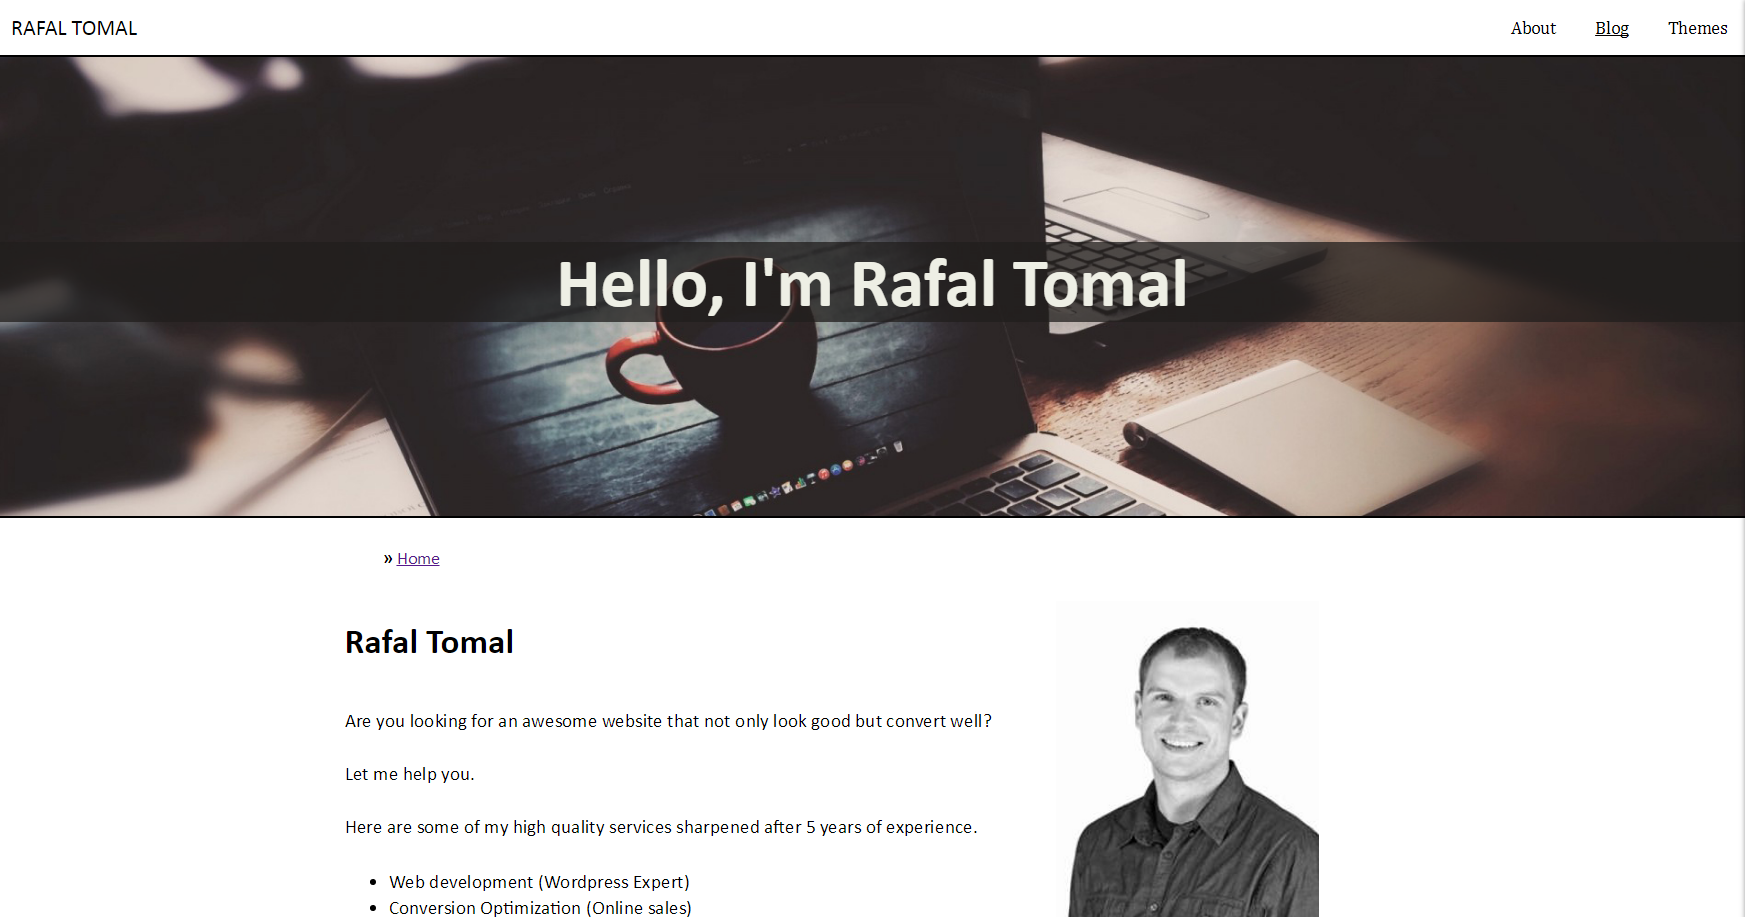 RAFAL TOMAL
About Blog Themes
Hello, I'm Rafal Tomal
» Home
Rafal Tomal
Are you looking for an awesome website that not only look good but convert well?
Let me help you.
Here are some of my high quality services sharpened after 5 years of experience.
• Web development (Wordpress Expert)
• Conversion Optimization (Online sales)